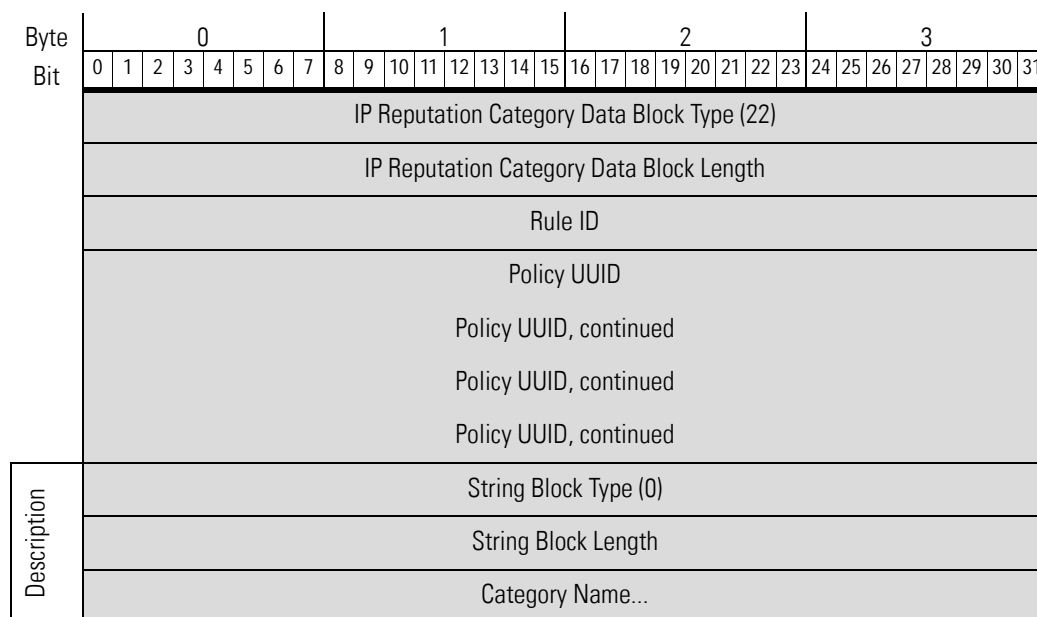 Byte 0 1 2 3
Bit 0 1 2 3 4 5 6 7 8 9 10 11 12 13 14 15 16 17 18 19 20 21 22 23 24 25 26 27 28 29 30 31
IP Reputation Category Data Block Type (22)
IP Reputation Category Data Block Length
Rule ID
Policy UUID
Policy UUID, continued
Policy UUID, continued
Policy UUID, continued
Description
String Block Type (0)
String Block Length
Category Name...